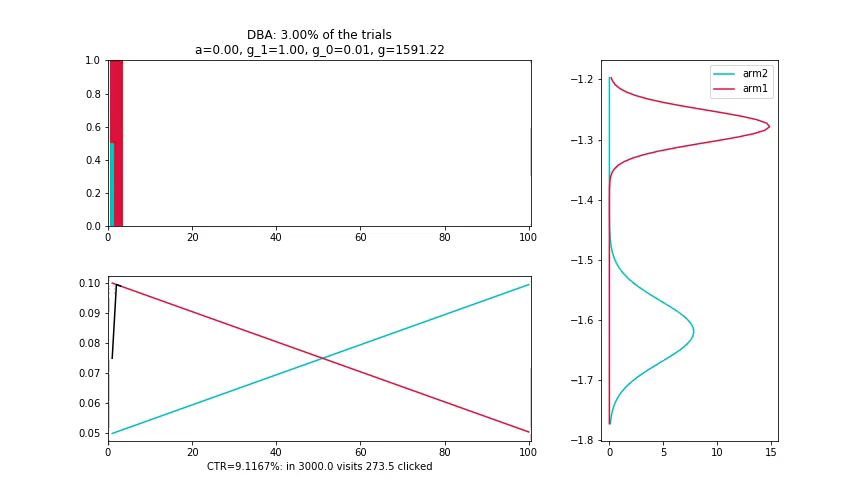 DBA: 3.00% of the trials
a=0.00, g_1=1.00, g_0=0.01, g=1591.22
1.0
0.8
0.6
0.4
0.2
0.0
0 20 40 60 80 100
0.10
0.09
0.08
0.07
0.06
0.05
0 20 40 60 80 100
CTR=9.1167%: in 3000.0 visits 273.5 clicked
arm2
arm1
−1.2
−1.3
−1.4
−1.5
−1.6
−1.7
−1.8
0 5 10 15